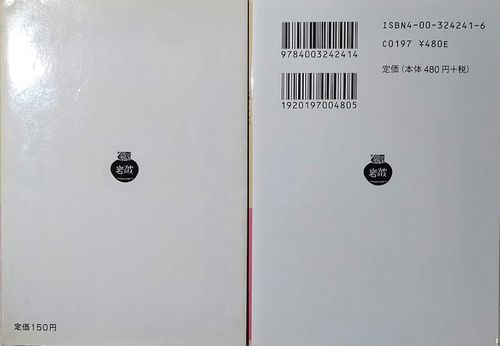 岩波
定価150円
9784003242414
1920197004805
ISBN4-00-324241-6
C0197 ¥480E
定価(本体480円+税)
岩波